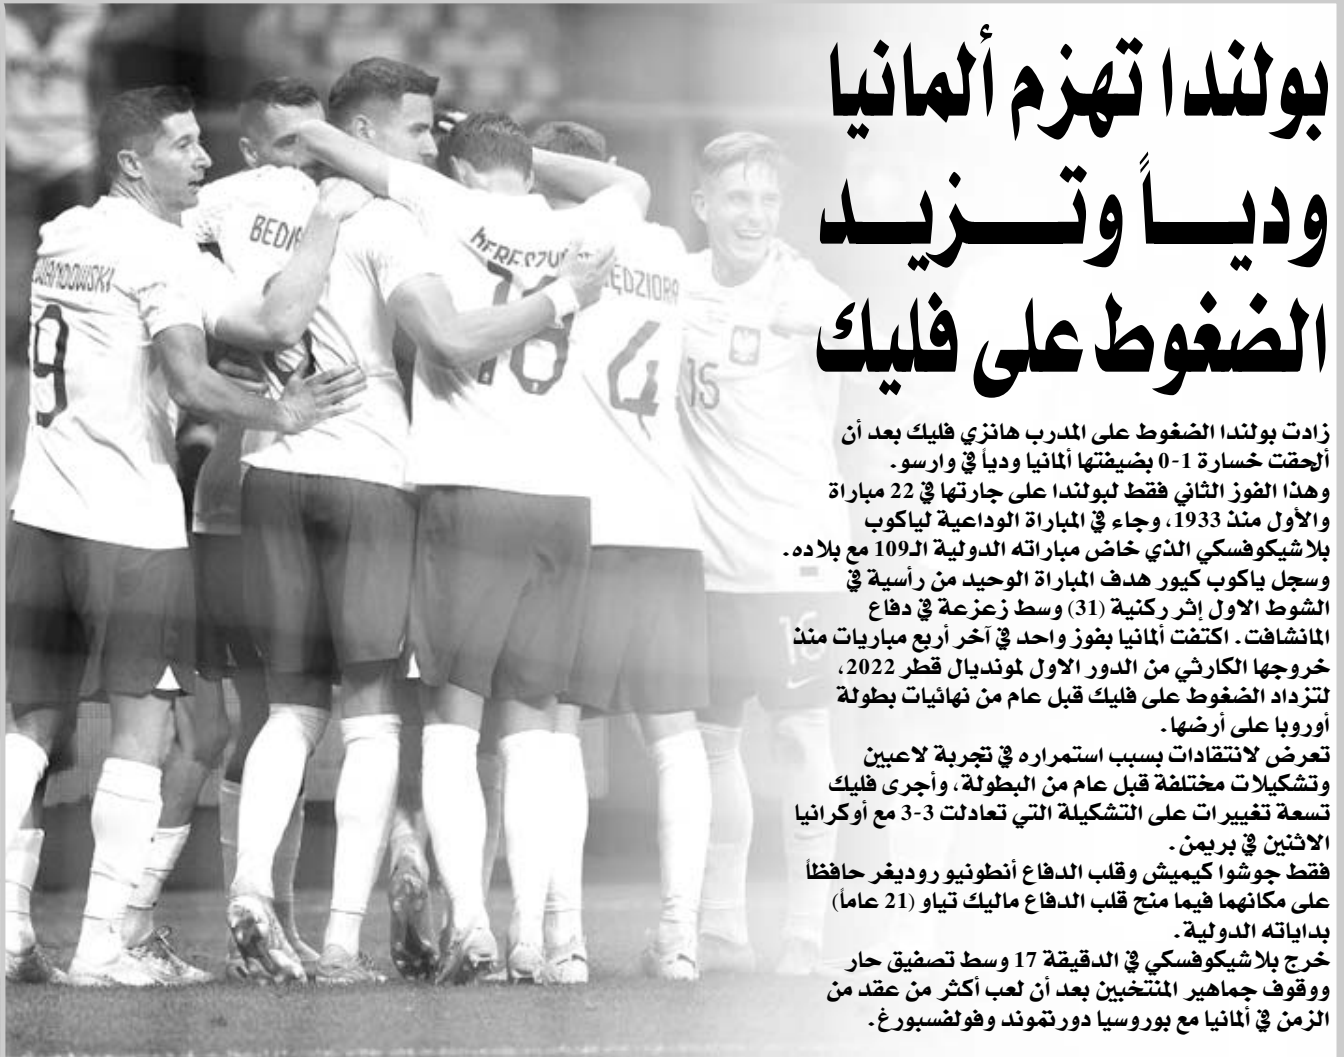 بولندا تهزم ألمانيا
ودياً وتزيد
الضغوط على فليك
زادت بولندا الضغوط على المدرب هانزي فليك بعد أن
ألحقت خسارة 1-0 بضيفتها ألمانيا ودياً في وارسو.
وهذا الفوز الثاني فقط لبولندا على جارتها في 22 مباراة
والأول منذ 1933، وجاء في المباراة الوداعية لياكوب
بلاشيكوفسكي الذي خاض مباراته الدولية الـ109 مع بلاده.
وسجل ياكوب كيور هدف المباراة الوحيد من رأسية في
الشوط الاول إثر ركنية (31) وسط زعزعة في دفاع
المانشافت. اكتفت ألمانيا بفوز واحد في آخر أربع مباريات منذ
خروجها الكارثي من الدور الاول لمونديال قطر 2022،
لتزداد الضغوط على فليك قبل عام من نهائيات بطولة
أوروبا على أرضها.
تعرض لانتقادات بسبب استمراره في تجربة لاعبين
وتشكيلات مختلفة قبل عام من البطولة، وأجرى فليك
تسعة تغييرات على التشكيلة التي تعادلت 3-3 مع أوكرانيا
الاثنين في بريمن.
فقط جوشوا كيميش وقلب الدفاع أنطونيو روديغر حافظاً
على مكانهما فيما منح قلب الدفاع ماليك تياو (21 عاماً)
بداياته الدولية.
خرج بلاشيكوفسكي في الدقيقة 17 وسط تصفيق حار
ووقوف جماهير المنتخبين بعد أن لعب أكثر من عقد من
الزمن في ألمانيا مع بوروسيا دورتموند وفولفسبورغ.
9
18
4
15
16